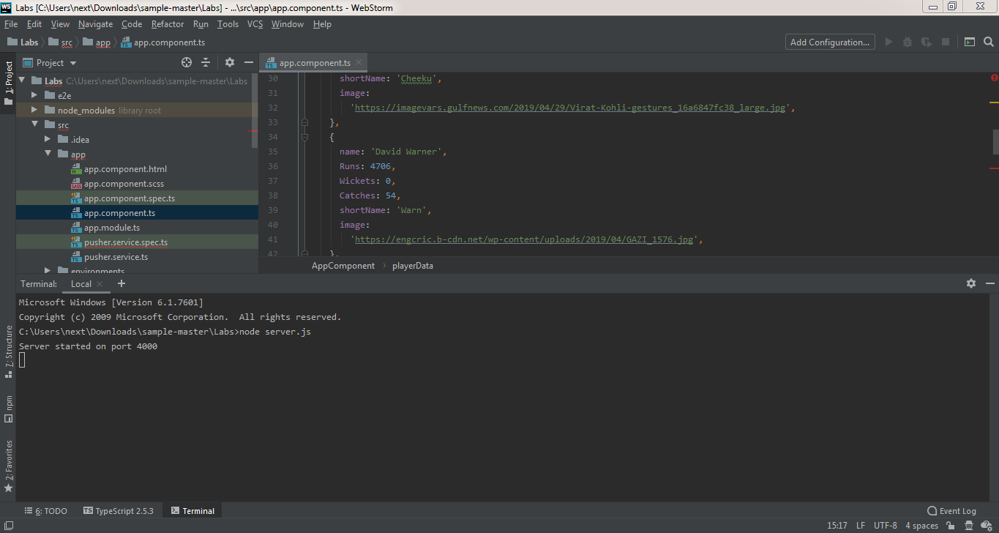 WS Labs [C:\Users\next\Downloads\sample-master\Labs] - ...\src\app\app.component.ts - WebStorm
File Edit View Navigate Code Refactor Run Tools VCS Window Help
Labs src app app.component.ts Add Configuration...
1: Project
Project
Labs C:\Users\next\Downloads\sample-master\Labs
e2e
node_modules library root
src
.idea
app
app.component.html
app.component.scss
app.component.spec.ts
app.component.ts
app.module.ts
pusher.service.spec.ts
pusher.service.ts
environments
app.component.ts
30 shortName: 'Cheeku',
31 image:
32 'https://imagevars.gulfnews.com/2019/04/29/Virat-Kohli-gestures_16a6847fc38_large.jpg',
33 },
34 {
35 name: 'David Warner',
36 Runs: 4706,
37 Wickets: 0,
38 Catches: 54,
39 shortName: 'Warn',
40 image:
41 'https://engcric.b-cdn.net/wp-content/uploads/2019/04/GAZI_1576.jpg',
42 },
AppComponent playerData
Terminal: Local
Microsoft Windows [Version 6.1.7601]
Copyright (c) 2009 Microsoft Corporation.  All rights reserved.
C:\Users\next\Downloads\sample-master\Labs>node server.js
Server started on port 4000
7: Structure
npm
2: Favorites
6: TODO TypeScript 2.5.3 Terminal Event Log
15:17 LF UTF-8 4 spaces